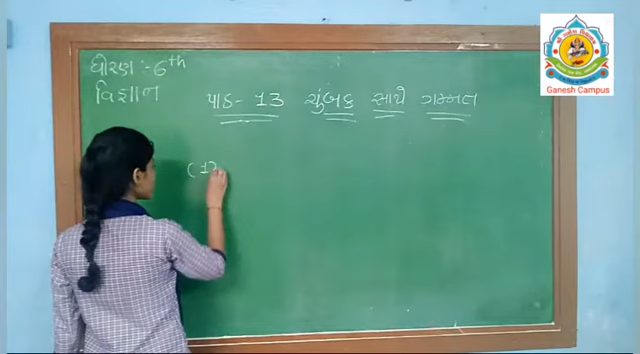 ધોરણ :- 6th
વિજ્ઞાન
પાઠ - 13 ચુંબક સાથે ગમ્મત
(1)
Ganesh Campus